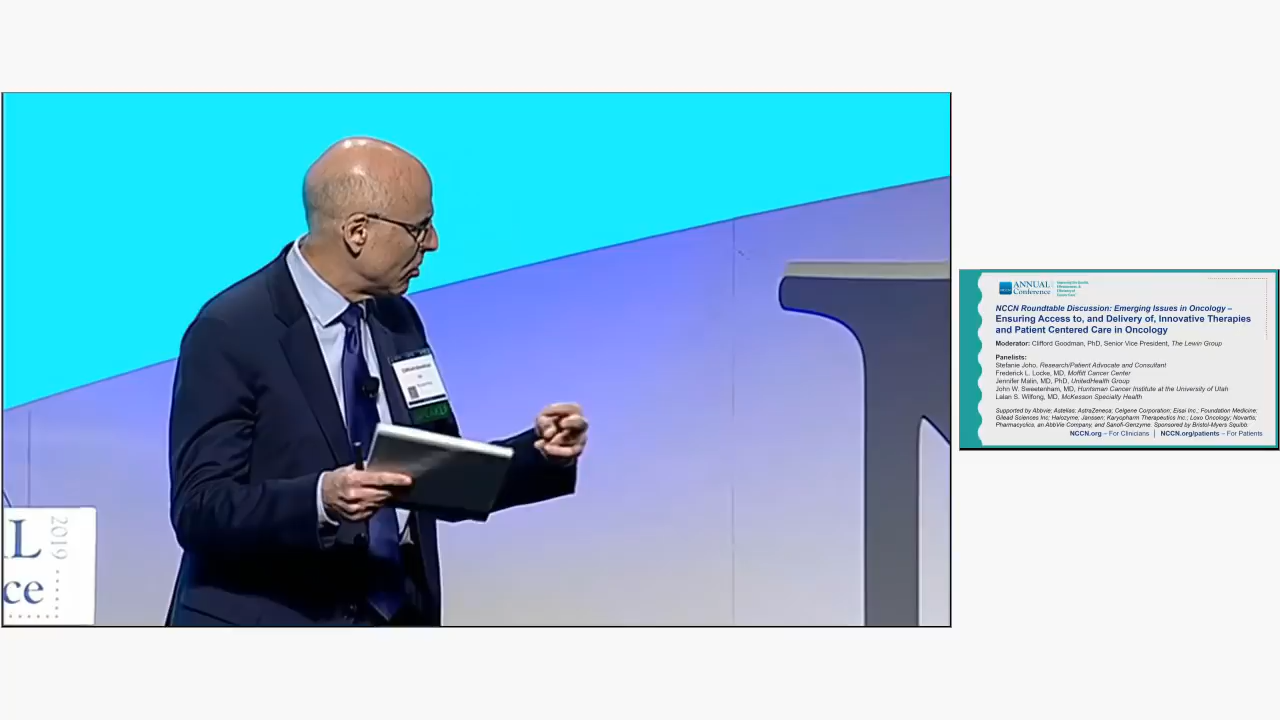 L 2019
ce
Clifford Goodman
ANNUAL
Conference
NCCN Roundtable Discussion: Emerging Issues in Oncology –
Ensuring Access to, and Delivery of, Innovative Therapies
and Patient Centered Care in Oncology
Moderator: Clifford Goodman, PhD, Senior Vice President, The Lewin Group
Panelists:
Stefanie Joho, Research/Patient Advocate and Consultant
Frederick L. Locke, MD, Moffitt Cancer Center
Jennifer Malin, MD, PhD, UnitedHealth Group
John W. Sweetenham, MD, Huntsman Cancer Institute at the University of Utah
Lalan S. Wilfong, MD, McKesson Specialty Health
Supported by Abbvie; Astellas; AstraZeneca; Celgene Corporation; Eisai Inc.; Foundation Medicine;
Gilead Sciences Inc; Halozyme; Janssen; Karyopharm Therapeutics Inc.; Loxo Oncology; Novartis;
Pharmacyclics, an AbbVie Company, and Sanofi-Genzyme. Sponsored by Bristol-Myers Squibb.
NCCN.org – For Clinicians | NCCN.org/patients – For Patients